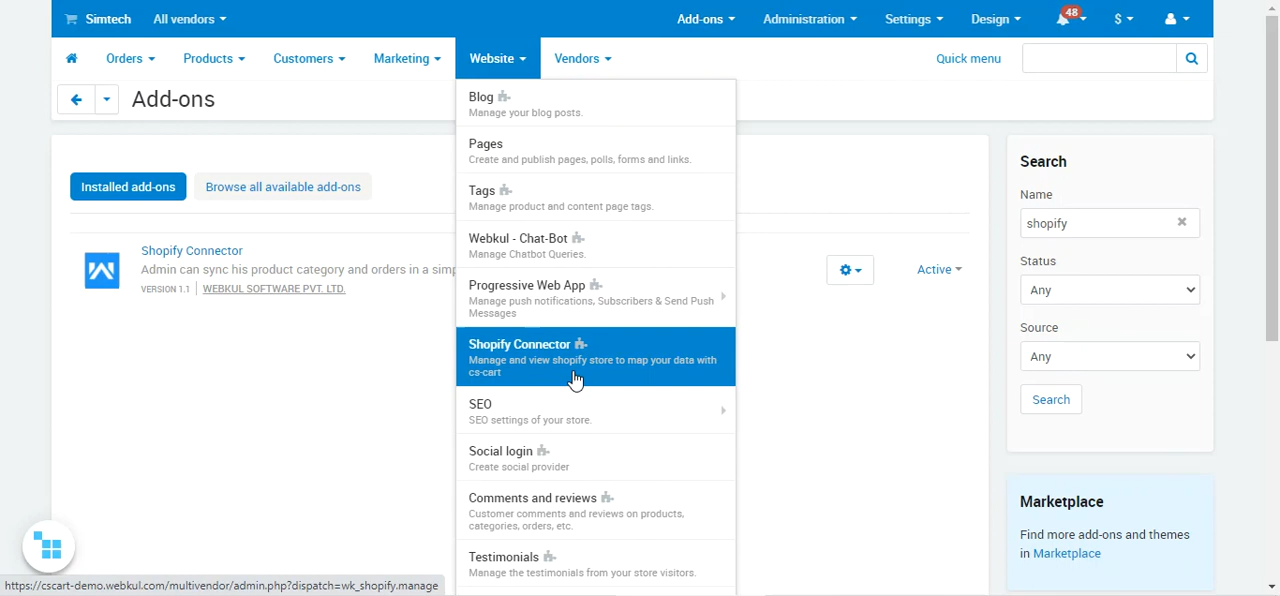 Simtech All vendors Add-ons Administration Settings Design 48 $
Orders Products Customers Marketing Website Vendors Quick menu
Add-ons
Installed add-ons Browse all available add-ons
Shopify Connector
Admin can sync his product category and orders in a simp
VERSION 1.1 WEBKUL SOFTWARE PVT. LTD.
Active
Blog
Manage your blog posts.
Pages
Create and publish pages, polls, forms and links.
Tags
Manage product and content page tags.
Webkul - Chat-Bot
Manage Chatbot Queries.
Progressive Web App
Manage push notifications, Subscribers & Send Push
Messages
Shopify Connector
Manage and view shopify store to map your data with
cs-cart
SEO
SEO settings of your store.
Social login
Create social provider
Comments and reviews
Customer comments and reviews on products,
categories, orders, etc.
Testimonials
Manage the testimonials from your store visitors.
Search
Name
shopify
Status
Any
Source
Any
Search
Marketplace
Find more add-ons and themes
in Marketplace
https://cscart-demo.webkul.com/multivendor/admin.php?dispatch=wk_shopify.manage